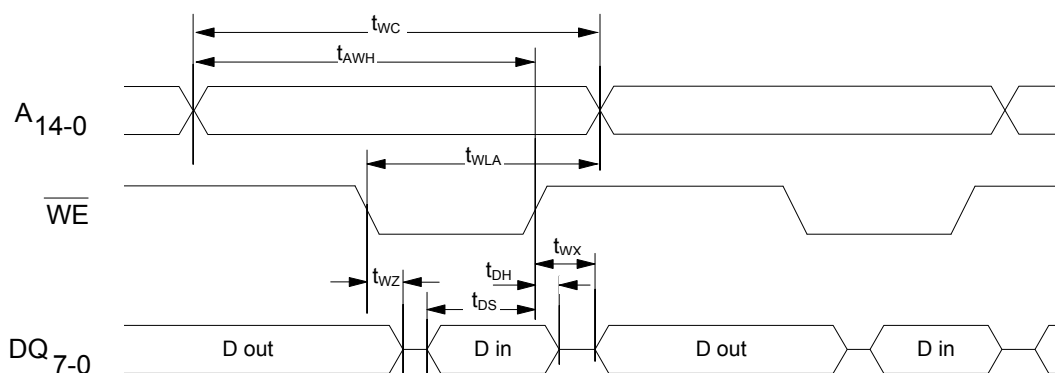 tWC
tAWH
A14-0
tWLA
WE
tWX
tWZ
tDH
tDS
DQ7-0
D out
D in
D out
D in